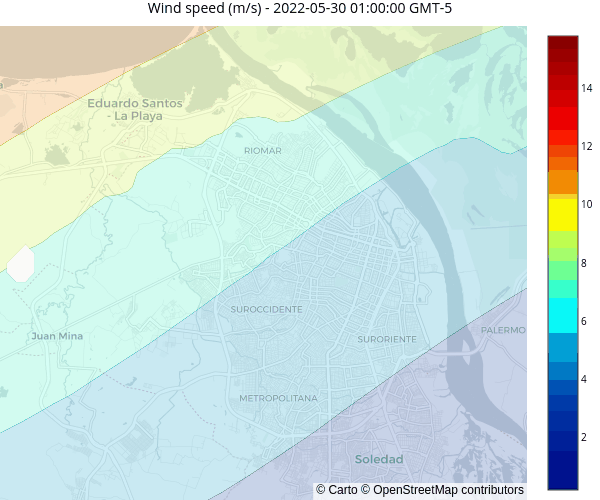 Wind speed (m/s) - 2022-05-30 01:00:00 GMT-5
Eduardo Santos
- La Playa
RIOMAR
SUROCCIDENTE
Juan Mina
SURORIENTE
PALERMO
METROPOLITANA
Soledad
© Carto © OpenStreetMap contributors
14
12
10
8
6
4
2